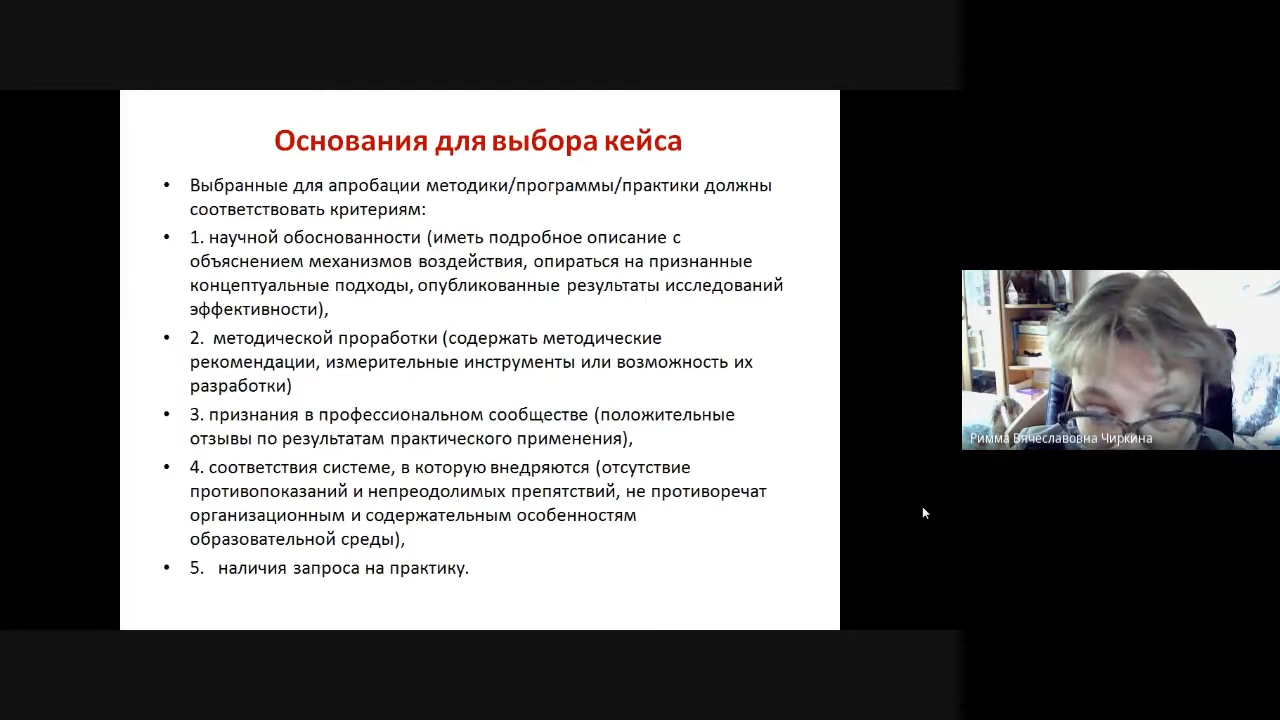 Основания для выбора кейса
• Выбранные для апробации методики/программы/практики должны
соответствовать критериям:
• 1. научной обоснованности (иметь подробное описание с
объяснением механизмов воздействия, опираться на признанные
концептуальные подходы, опубликованные результаты исследований
эффективности),
• 2. методической проработки (содержать методические
рекомендации, измерительные инструменты или возможность их
разработки)
• 3. признания в профессиональном сообществе (положительные
отзывы по результатам практического применения),
• 4. соответствия системе, в которую внедряются (отсутствие
противопоказаний и непреодолимых препятствий, не противоречат
организационным и содержательным особенностям
образовательной среды),
• 5. наличия запроса на практику.
Римма Вячеславовна Чиркина